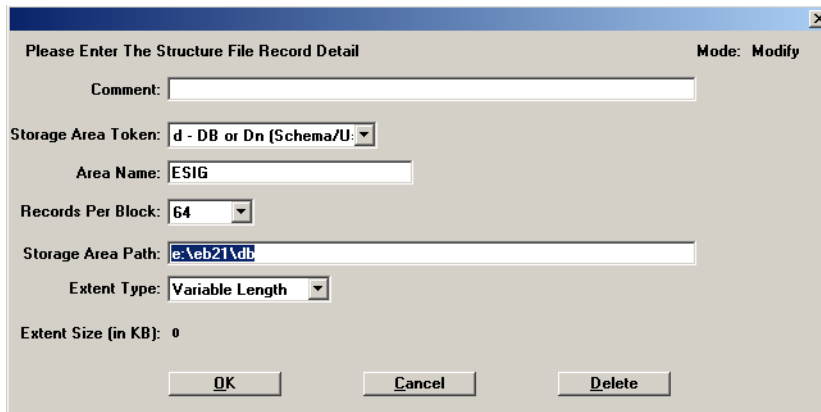 Please Enter The Structure File Record Detail Mode: Modify
Comment:
Storage Area Token: d - DB or Dn (Schema/U
Area Name: ESIG
Records Per Block: 64
Storage Area Path: e:\eb21\db
Extent Type: Variable Length
Extent Size (in KB): 0
OK Cancel Delete